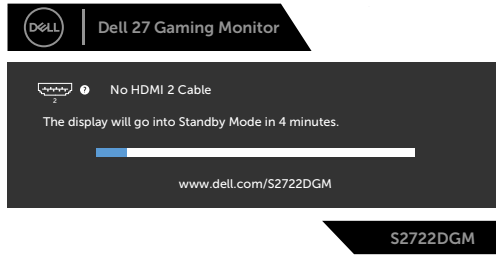 DELL
Dell 27 Gaming Monitor
? No HDMI 2 Cable
2
The display will go into Standby Mode in 4 minutes.
www.dell.com/S2722DGM
S2722DGM